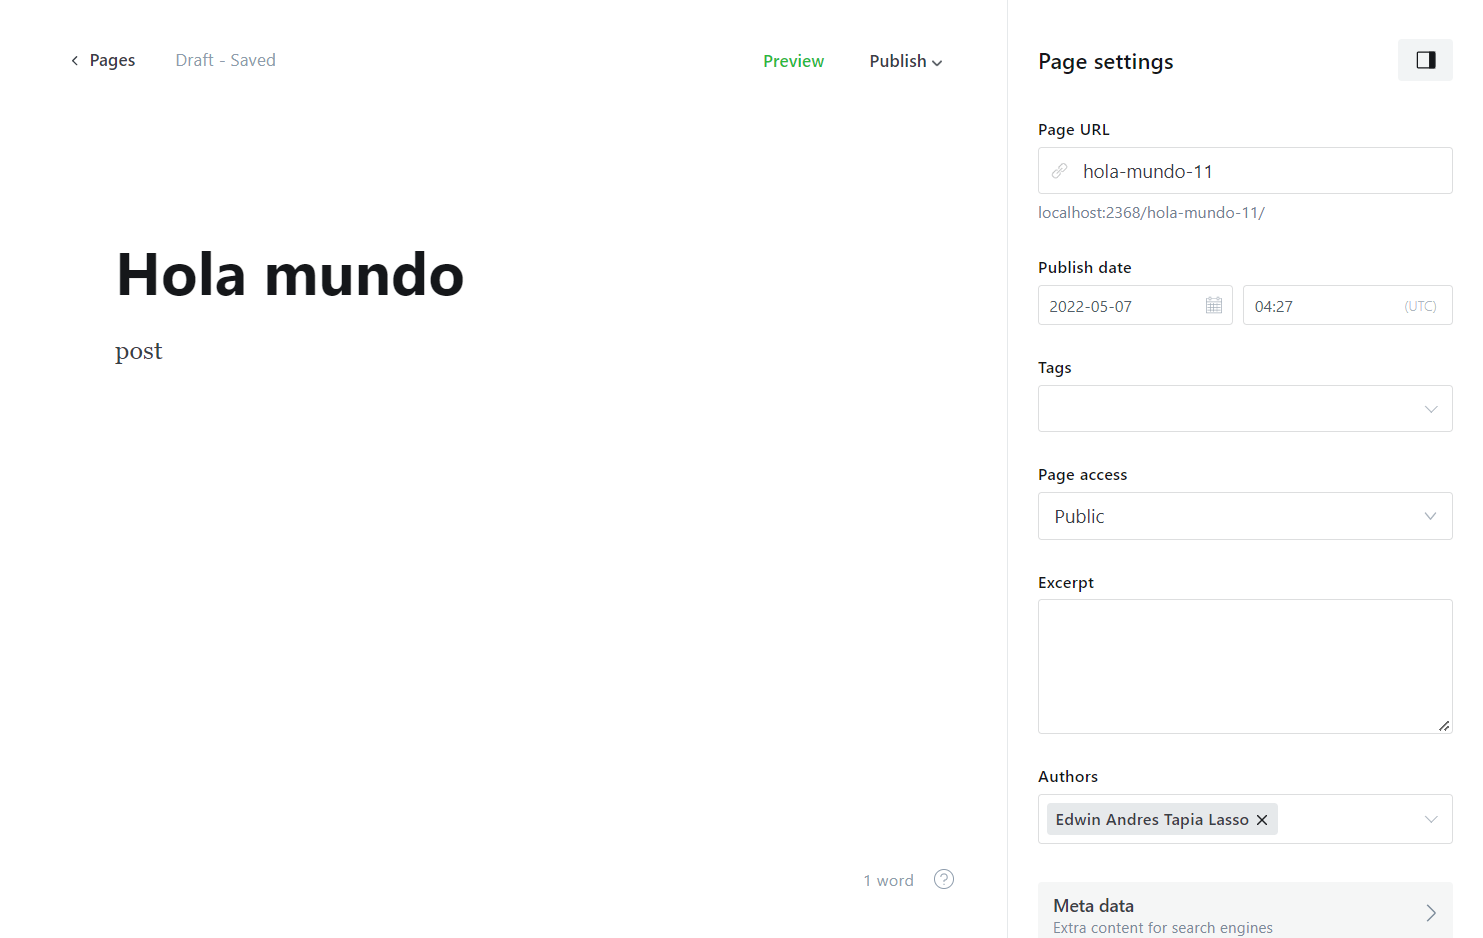 Pages
Draft - Saved
Preview
Publish
Hola mundo
post
1 word
?
Page settings
Page URL
hola-mundo-11
localhost:2368/hola-mundo-11/
Publish date
2022-05-07
04:27
(UTC)
Tags
Page access
Public
Excerpt
Authors
Edwin Andres Tapia Lasso
Meta data
Extra content for search engines